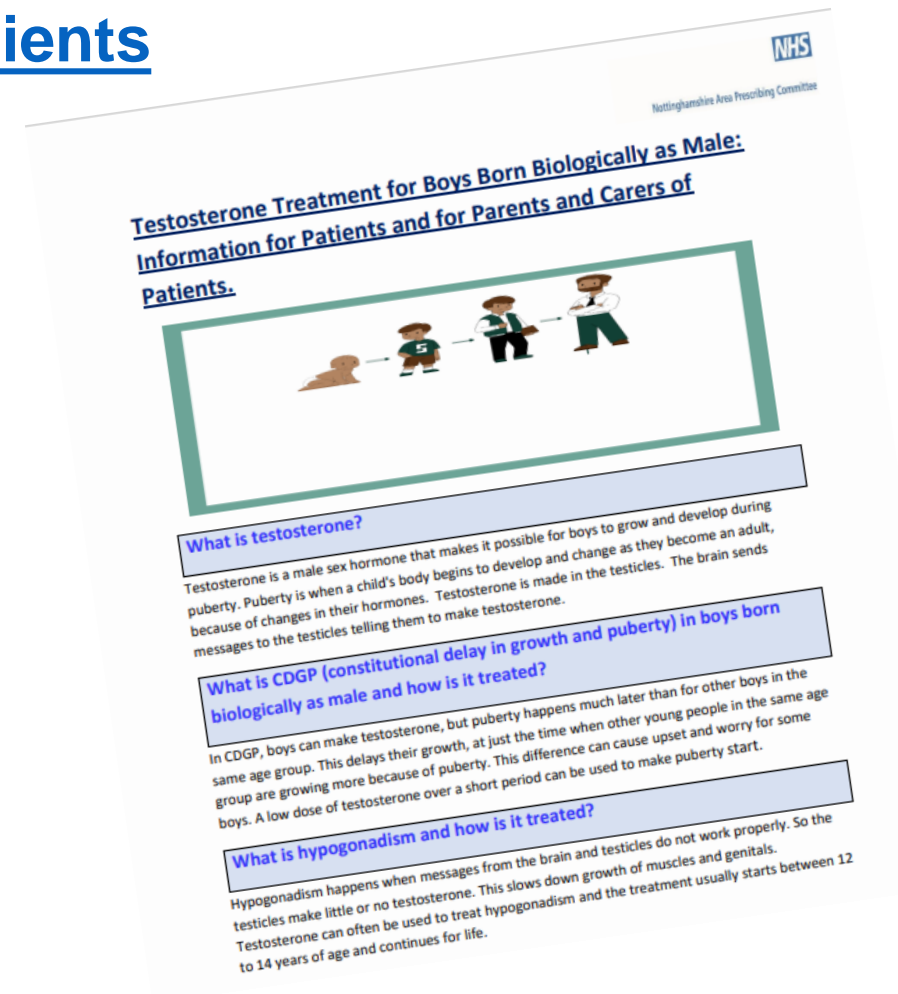 ients
NHS
Nottinghamshire Area Prescribing Committee
Testosterone Treatment for Boys Born Biologically as Male:
Information for Patients and for Parents and Carers of
Patients.
S
What is testosterone?
Testosterone is a male sex hormone that makes it possible for boys to grow and develop during
puberty. Puberty is when a child's body begins to develop and change as they become an adult,
because of changes in their hormones. Testosterone is made in the testicles. The brain sends
messages to the testicles telling them to make testosterone.
What is CDGP (constitutional delay in growth and puberty) in boys born
biologically as male and how is it treated?
In CDGP, boys can make testosterone, but puberty happens much later than for other boys in the
same age group. This delays their growth, at just the time when other young people in the same age
group are growing more because of puberty. This difference can cause upset and worry for some
boys. A low dose of testosterone over a short period can be used to make puberty start.
What is hypogonadism and how is it treated?
Hypogonadism happens when messages from the brain and testicles do not work properly. So the
testicles make little or no testosterone. This slows down growth of muscles and genitals.
Testosterone can often be used to treat hypogonadism and the treatment usually starts between 12
to 14 years of age and continues for life.